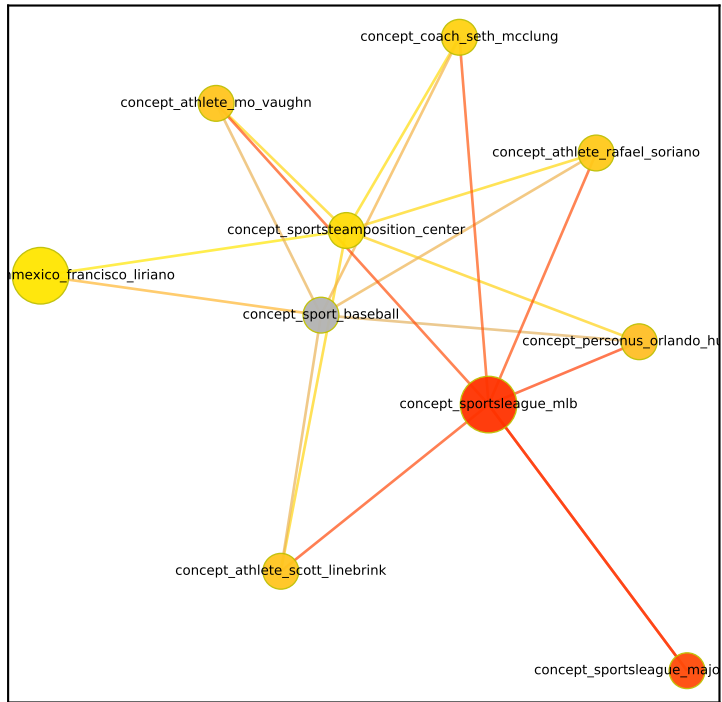 concept_coach_seth_mcclung
concept_athlete_mo_vaughn
concept_athlete_rafael_soriano
concept_sportsteamposition_center
mexico_francisco_liriano
concept_sport_baseball
concept_personus_orlando_hu
concept_sportsleague_mlb
concept_athlete_scott_linebrink
concept_sportsleague_majo